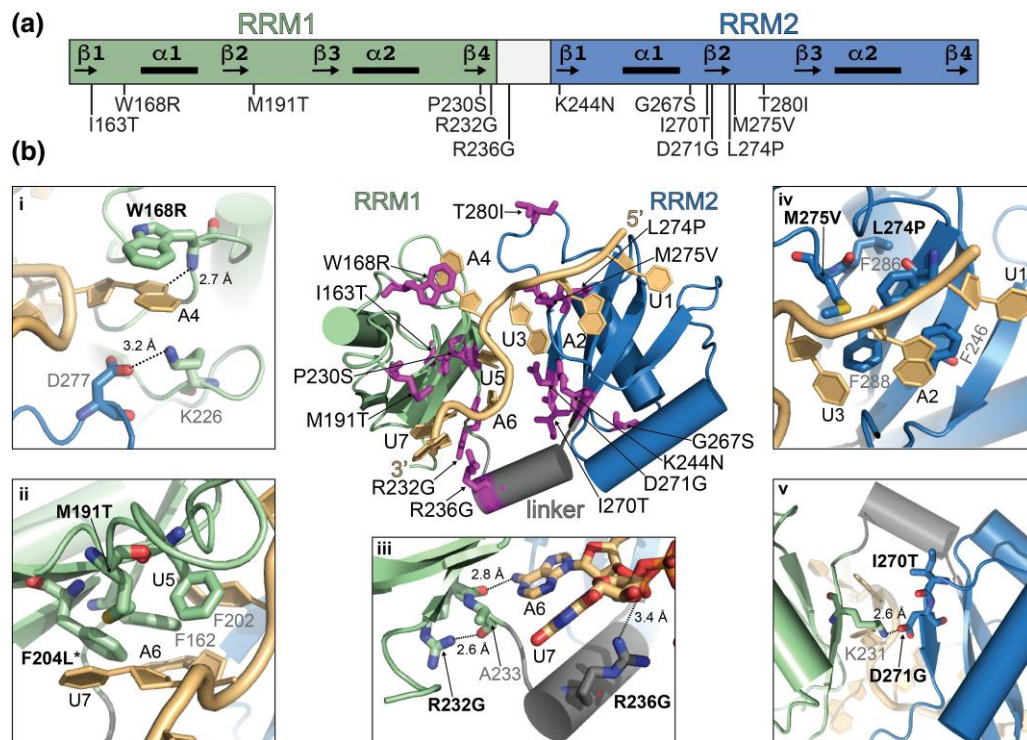 (a)
RRM1 RRM2
β1 α1 β2 β3 α2 β4 β1 α1 β2 β3 α2 β4
W168R M191T P230S K244N G267S T280I
I163T R232G I270T M275V
R236G D271G L274P
(b)
i
W168R
2.7 Å
A4
3.2 Å
D277
K226
RRM1 RRM2
T280I
5’
L274P
W168R
A4
M275V
I163T
U1
U3
A2
P230S
U5
M191T
A6
U7
G267S
3’
K244N
R232G
D271G
R236G
linker
I270T
iv
M275V
L274P
F286
U1
F246
F288
A2
U3
ii
M191T
U5
F202
F162
F204L*
A6
U7
iii
2.8 Å
A6
3.4 Å
U7
2.6 Å
A233
R232G
R236G
v
I270T
2.6 Å
K231
D271G